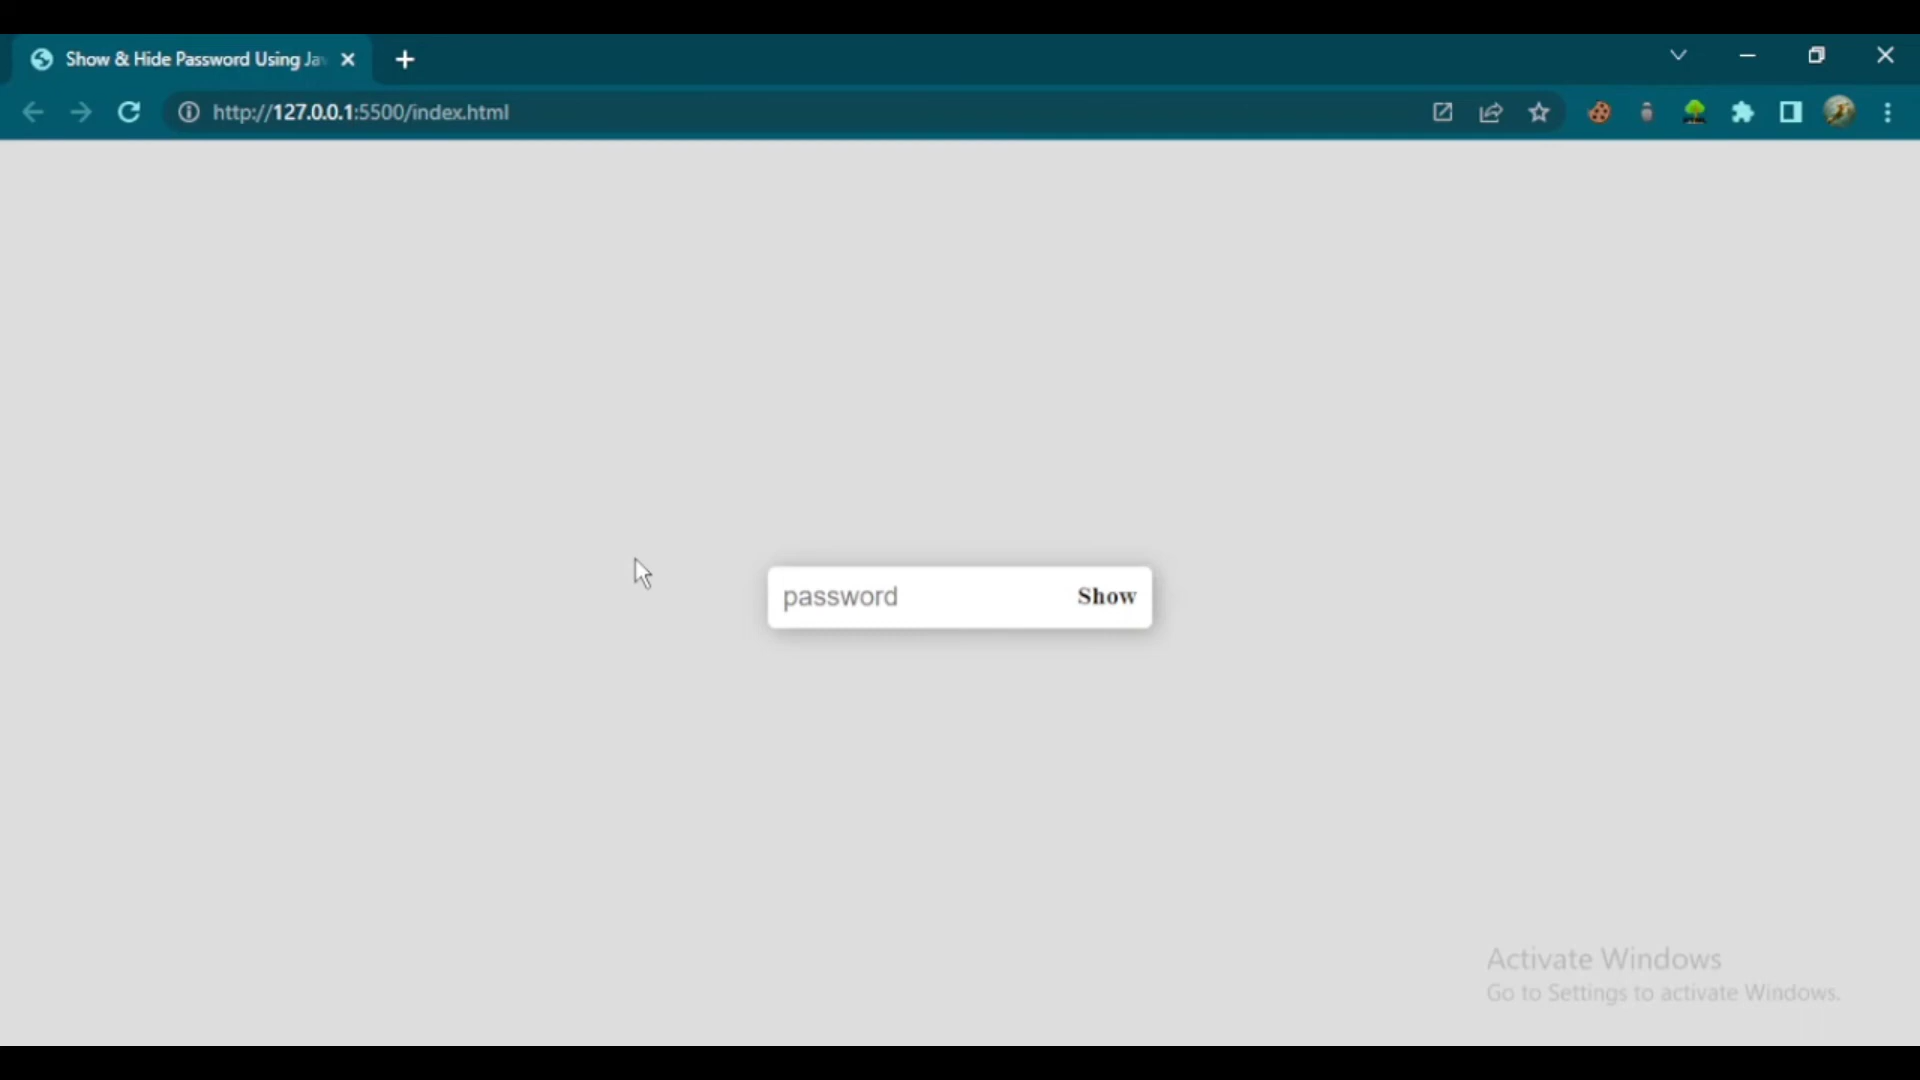 Show & Hide Password Using Jav
http://127.0.0.1:5500/index.html
password
Show
Activate Windows
Go to Settings to activate Windows.